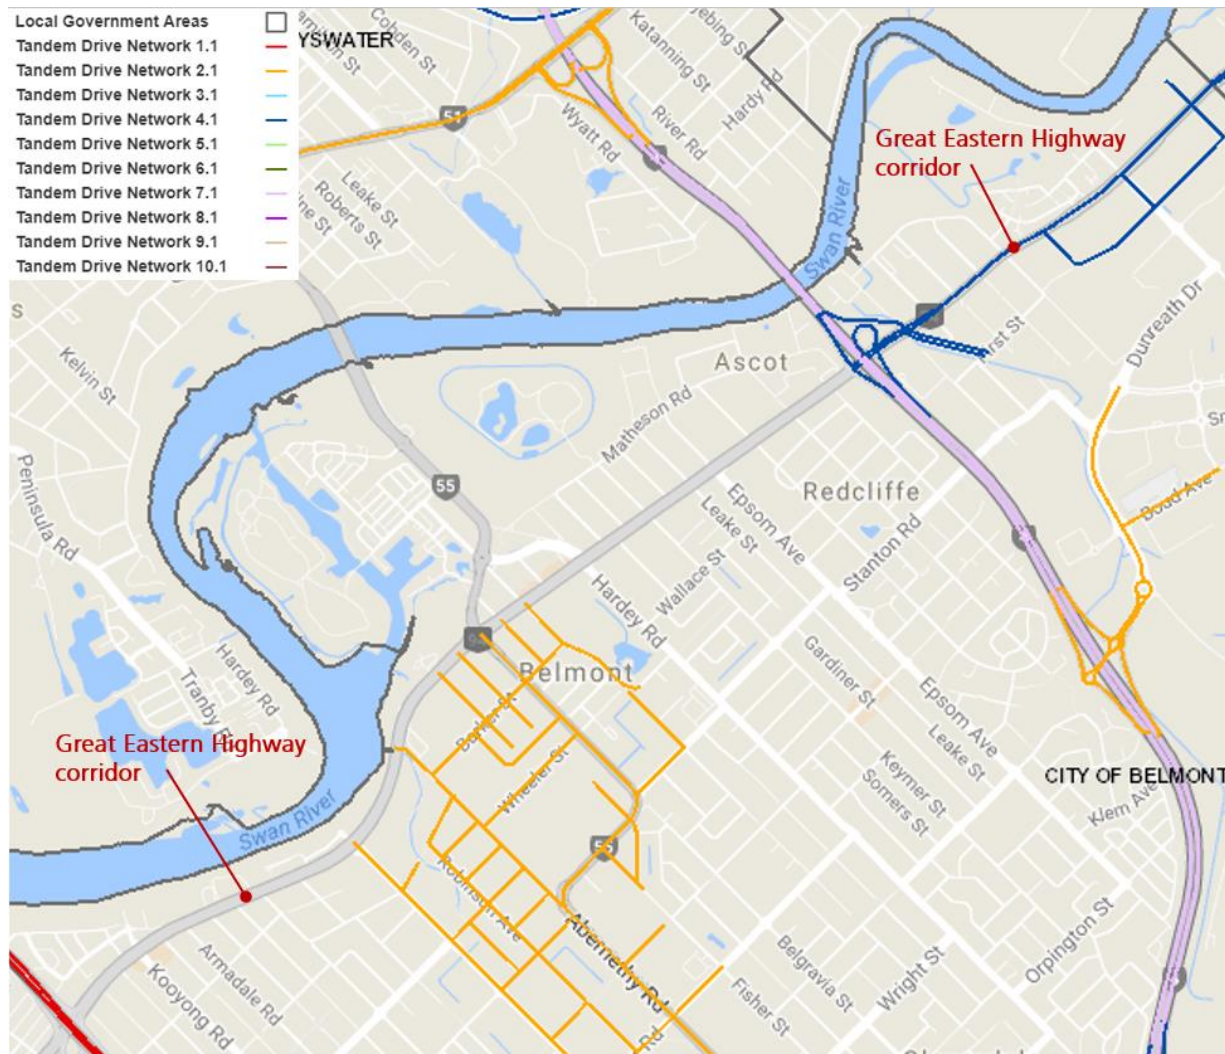 Local Government Areas
Tandem Drive Network 1.1
Tandem Drive Network 2.1
Tandem Drive Network 3.1
Tandem Drive Network 4.1
Tandem Drive Network 5.1
Tandem Drive Network 6.1
Tandem Drive Network 7.1
Tandem Drive Network 8.1
Tandem Drive Network 9.1
Tandem Drive Network 10.1
YSWATER
Cobden St
Katanning St
Hardy Rd
River Rd
Wyatt Rd
51
Leake St
Roberts St
Great Eastern Highway
corridor
Swan River
Dunreath Dr
Ascot
Kelvin St
Matheson Rd
55
Redcliffe
Epsom Ave
Leake St
Stanton Rd
Wallace St
Hardey Rd
Peninsula Rd
Hardey Rd
Belmont
Gardiner St
Epsom Ave
Leake St
Great Eastern Highway
corridor
Wheeler St
Keymer St
Somers St
CITY OF BELMONT
Klem Ave
Swan River
Robinson Ave
Abernethy Rd
Armadale Rd
Kooyong Rd
Belgravia St
Wright St
Orpington St
Fisher St
Rd